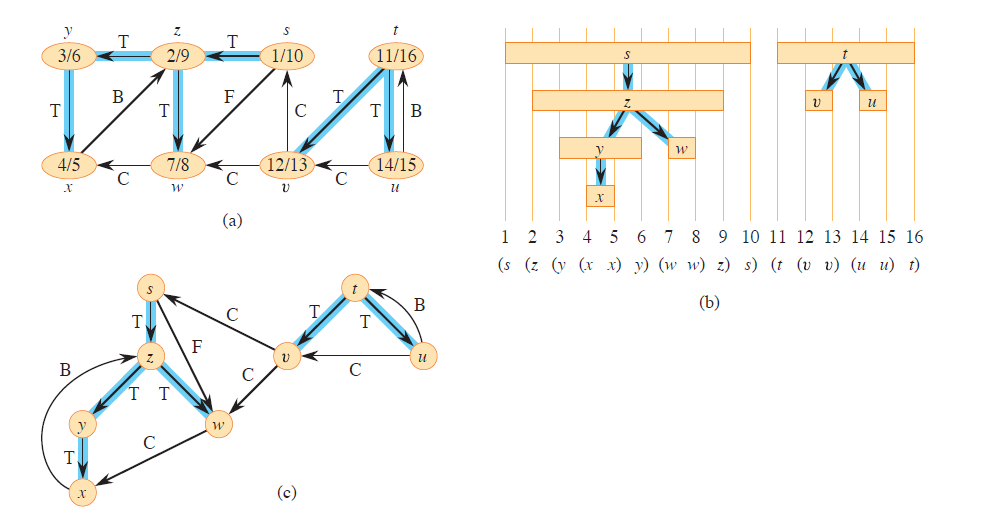 y z s t
T T
3/6 2/9 1/10 11/16
T B T F C T T B
4/5 7/8 12/13 14/15
C C C
x w v u
(a)
s t
z v u
y w
x
1 2 3 4 5 6 7 8 9 10 11 12 13 14 15 16
(s (z (y (x x) y) (w w) z) s) (t (v v) (u u) t)
(b)
s t
T C T T B
F
z v u
B C C
T T
y w
T C
x
(c)